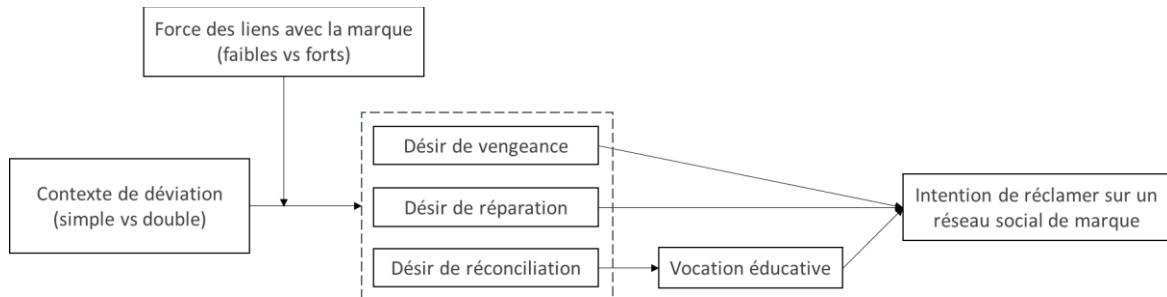 Force des liens avec la marque
(faibles vs forts)
Contexte de déviation
(simple vs double)
Désir de vengeance
Désir de réparation
Désir de réconciliation
Vocation éducative
Intention de réclamer sur un
réseau social de marque